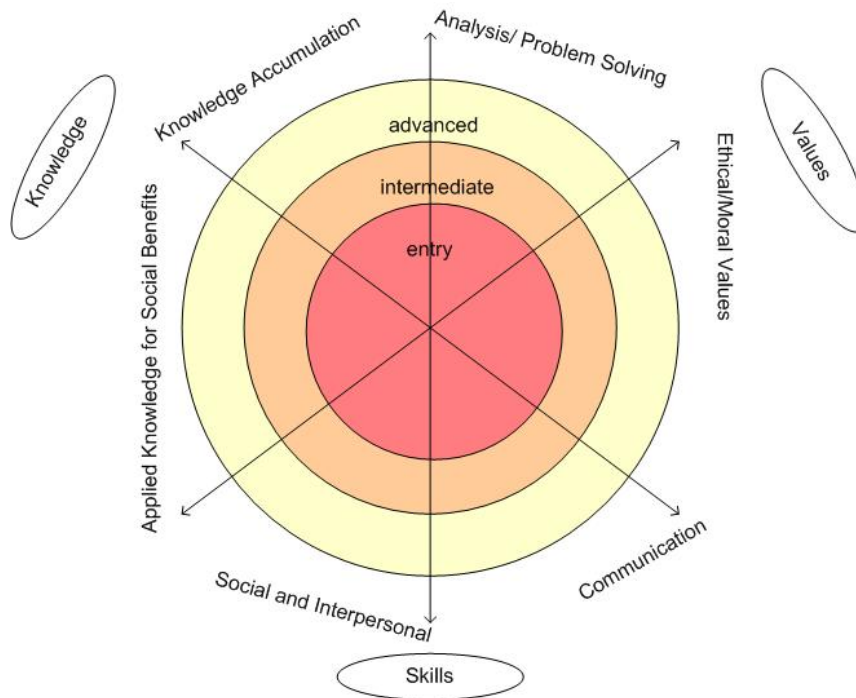 Analysis/ Problem Solving
Knowledge Accumulation
Knowledge
Values
advanced
Ethical/Moral Values
intermediate
entry
Applied Knowledge for Social Benefits
Communication
Social and Interpersonal
Skills